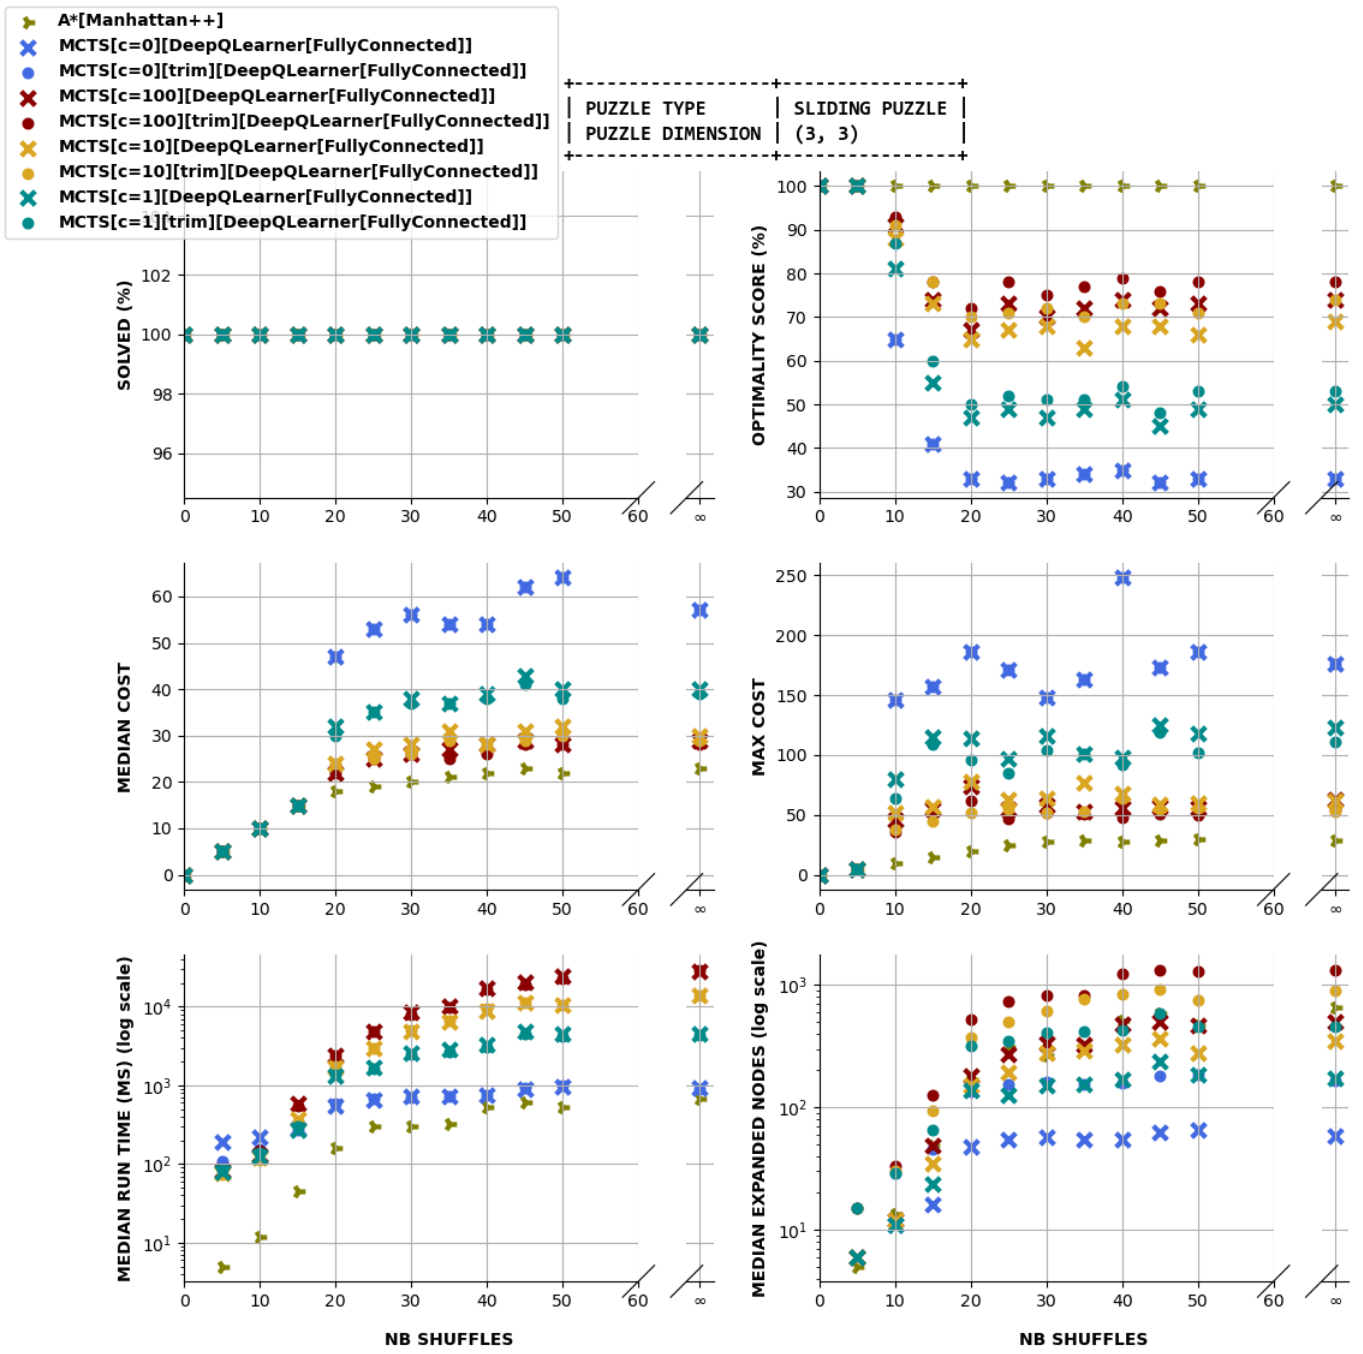 A*[Manhattan++]
MCTS[c=0][DeepQLearner[FullyConnected]]
MCTS[c=0][trim][DeepQLearner[FullyConnected]]
MCTS[c=100][DeepQLearner[FullyConnected]]
MCTS[c=100][trim][DeepQLearner[FullyConnected]]
MCTS[c=10][DeepQLearner[FullyConnected]]
MCTS[c=10][trim][DeepQLearner[FullyConnected]]
MCTS[c=1][DeepQLearner[FullyConnected]]
MCTS[c=1][trim][DeepQLearner[FullyConnected]]
+------------------------+----------------------+
| PUZZLE TYPE | SLIDING PUZZLE |
| PUZZLE DIMENSION | (3, 3) |
+------------------------+----------------------+
SOLVED (%)
104
102
100
98
96
0 10 20 30 40 50 60 ∞
OPTIMALITY SCORE (%)
100
90
80
70
60
50
40
30
0 10 20 30 40 50 60 ∞
MEDIAN COST
60
50
40
30
20
10
0
0 10 20 30 40 50 60 ∞
MAX COST
250
200
150
100
50
0
0 10 20 30 40 50 60 ∞
MEDIAN RUN TIME (MS) (log scale)
10⁴
10³
10²
10¹
0 10 20 30 40 50 60 ∞
NB SHUFFLES
MEDIAN EXPANDED NODES (log scale)
10³
10²
10¹
0 10 20 30 40 50 60 ∞
NB SHUFFLES